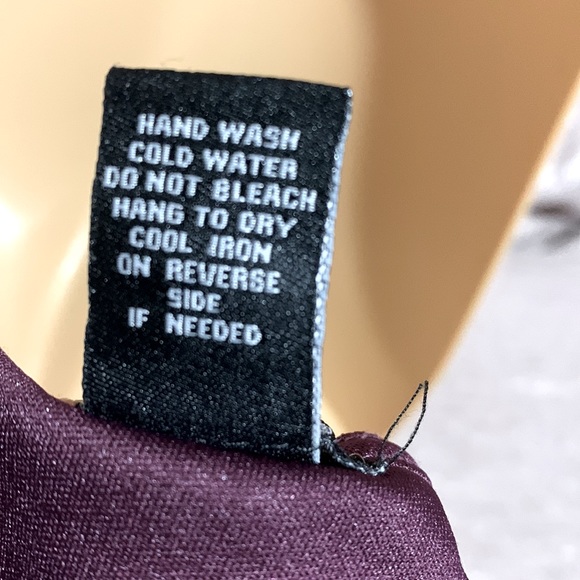 HAND WASH
COLD WATER
DO NOT BLEACH
HANG TO DRY
COOL IRON
ON REVERSE
SIDE
IF NEEDED